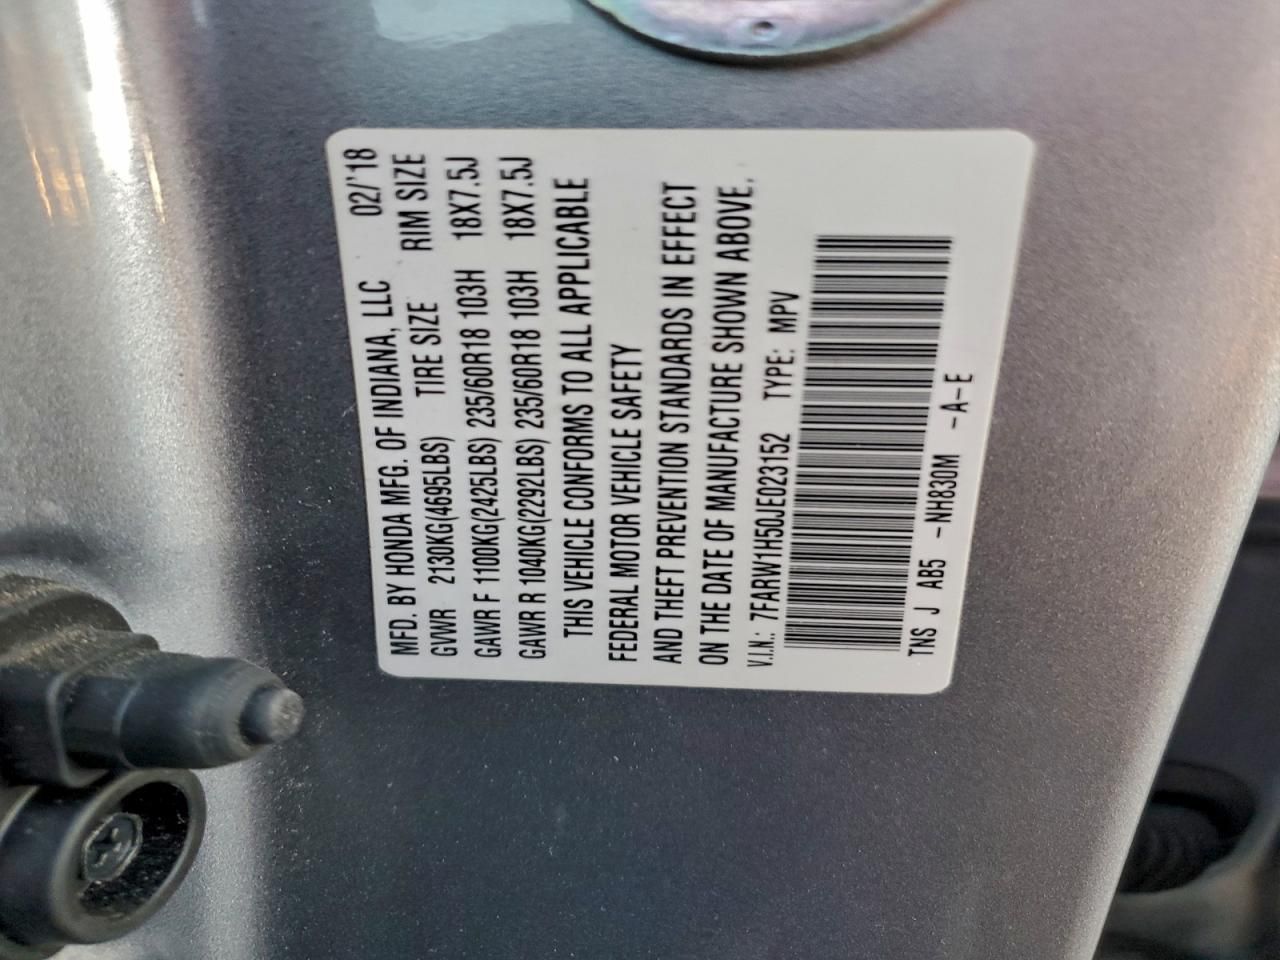 MFD. BY HONDA MFG. OF INDIANA, LLC 02/'18
GVWR 2130KG(4695LBS) TIRE SIZE RIM SIZE
GAWR F 1100KG(2425LBS) 235/60R18 103H 18X7.5J
GAWR R 1040KG(2292LBS) 235/60R18 103H 18X7.5J
THIS VEHICLE CONFORMS TO ALL APPLICABLE
FEDERAL MOTOR VEHICLE SAFETY
AND THEFT PREVENTION STANDARDS IN EFFECT
ON THE DATE OF MANUFACTURE SHOWN ABOVE.
V.I.N.: 7FARW1H50JE023152 TYPE: MPV
TNS J AB5 -NH830M -A-E